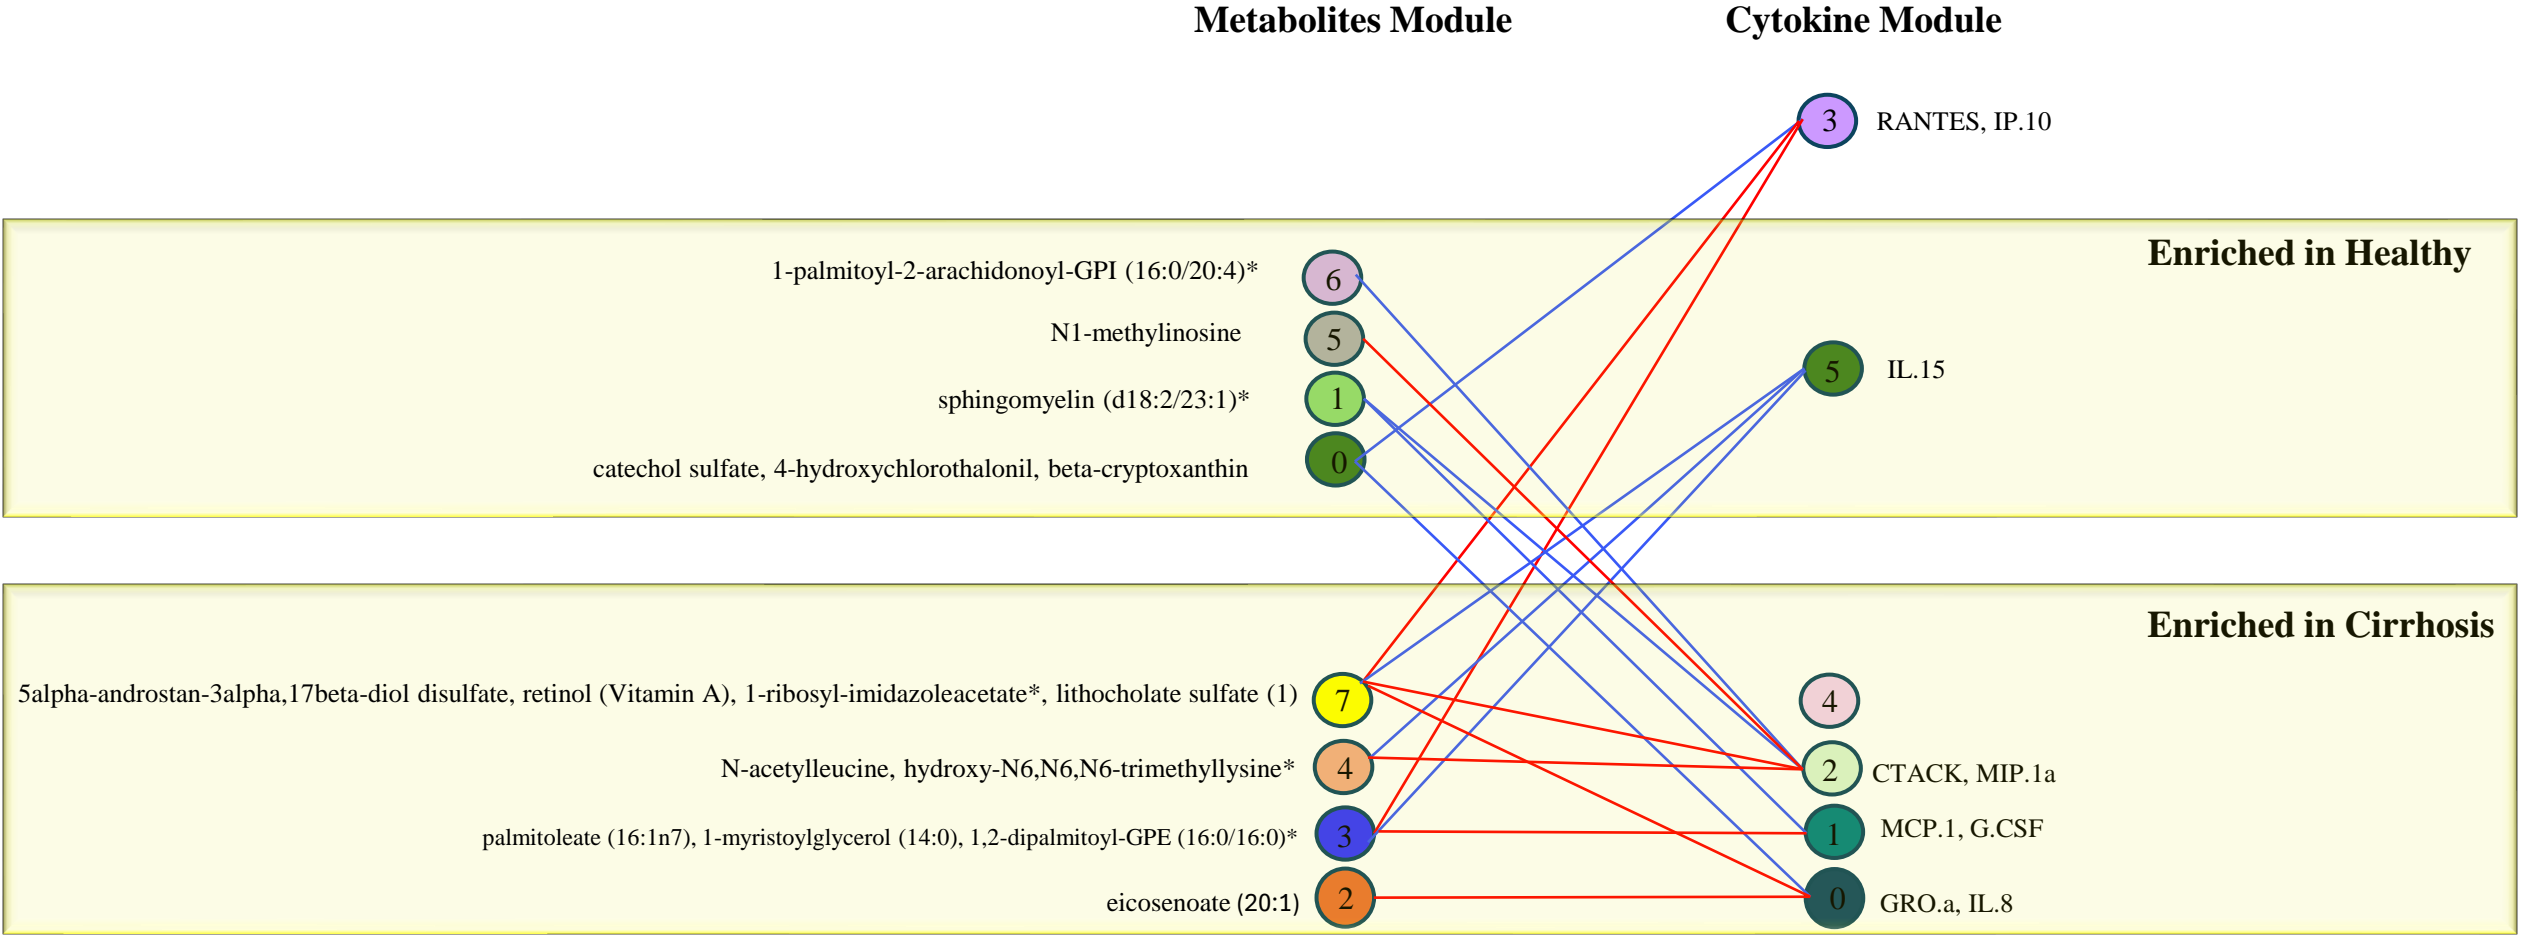 Metabolites Module Cytokine Module
3 RANTES, IP.10
Enriched in Healthy
1-palmitoyl-2-arachidonoyl-GPI (16:0/20:4)* 6
N1-methylinosine 5
5 IL.15
sphingomyelin (d18:2/23:1)* 1
catechol sulfate, 4-hydroxychlorothalonil, beta-cryptoxanthin 0
Enriched in Cirrhosis
5alpha-androstan-3alpha,17beta-diol disulfate, retinol (Vitamin A), 1-ribosyl-imidazoleacetate*, lithocholate sulfate (1) 7 4
N-acetylleucine, hydroxy-N6,N6,N6-trimethyllysine* 4 2 CTACK, MIP.1a
palmitoleate (16:1n7), 1-myristoylglycerol (14:0), 1,2-dipalmitoyl-GPE (16:0/16:0)* 3 1 MCP.1, G.CSF
eicosenoate (20:1) 2 0 GRO.a, IL.8